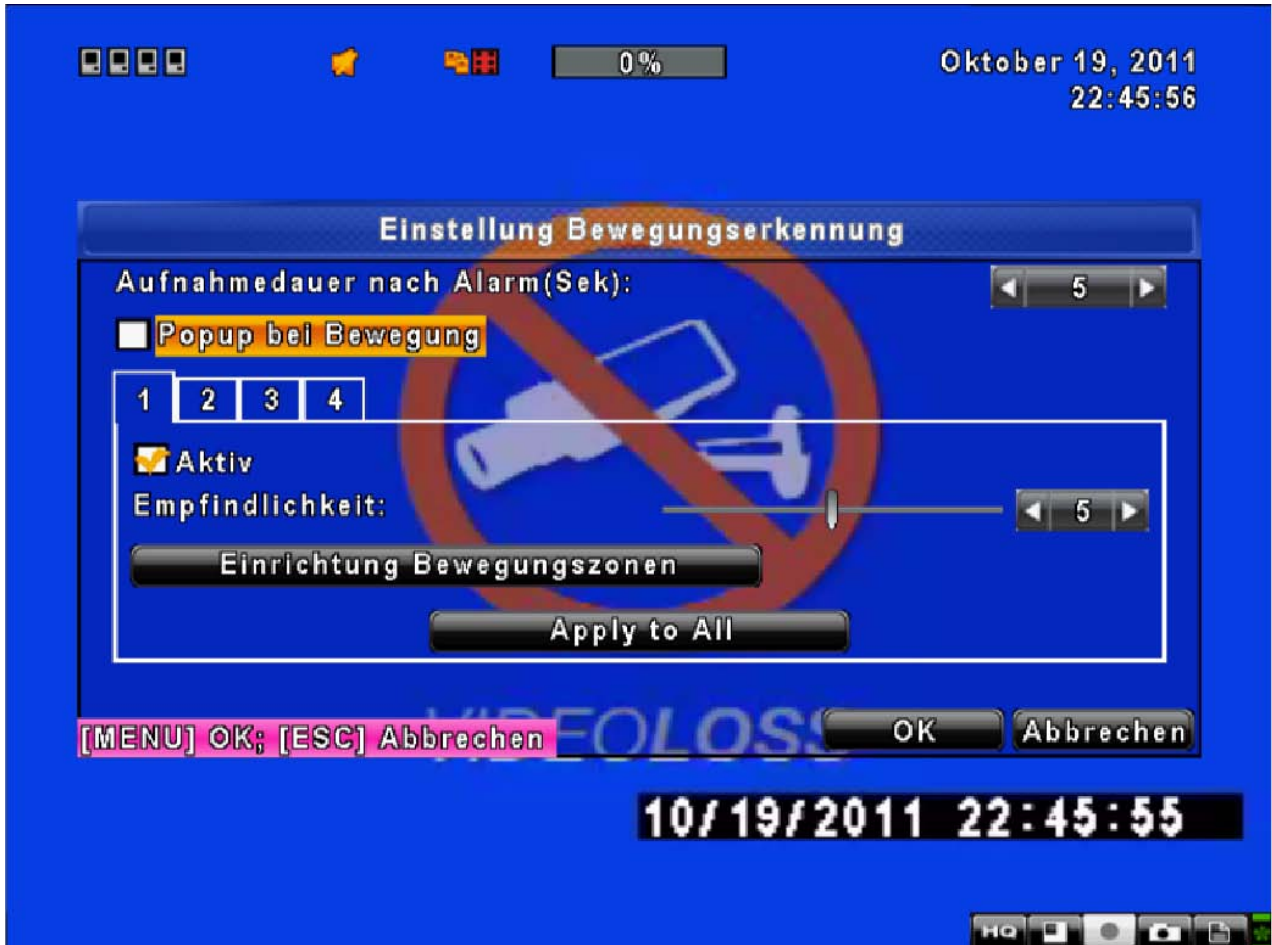 0%
Oktober 19, 2011
22:45:56
Einstellung Bewegungserkennung
Aufnahmedauer nach Alarm(Sek): 5
Popup bei Bewegung
1 2 3 4
Aktiv
Empfindlichkeit: 5
Einrichtung Bewegungszonen
Apply to All
VIDEOLOSS
[MENU] OK; [ESC] Abbrechen OK Abbrechen
10/19/2011 22:45:55
HQ